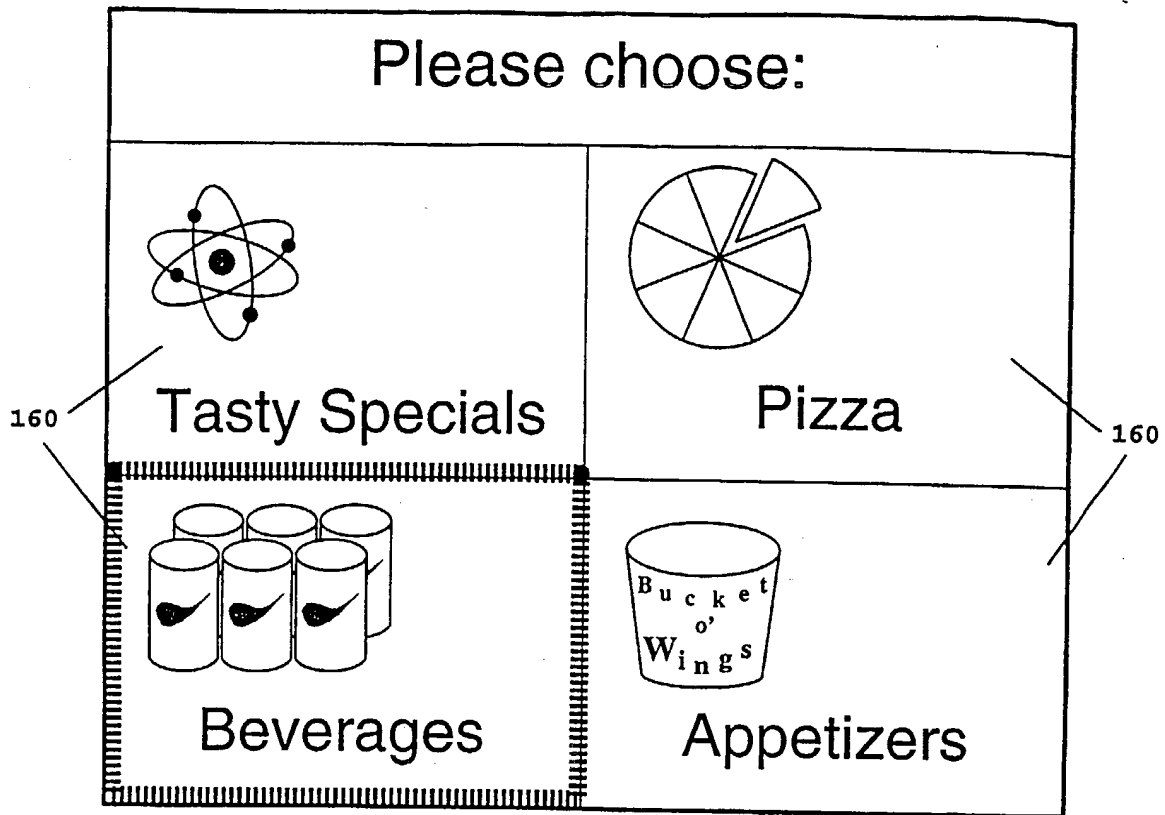 Please choose:
Tasty Specials
Pizza
160
160
Bucket
o'
Wings
Beverages
Appetizers